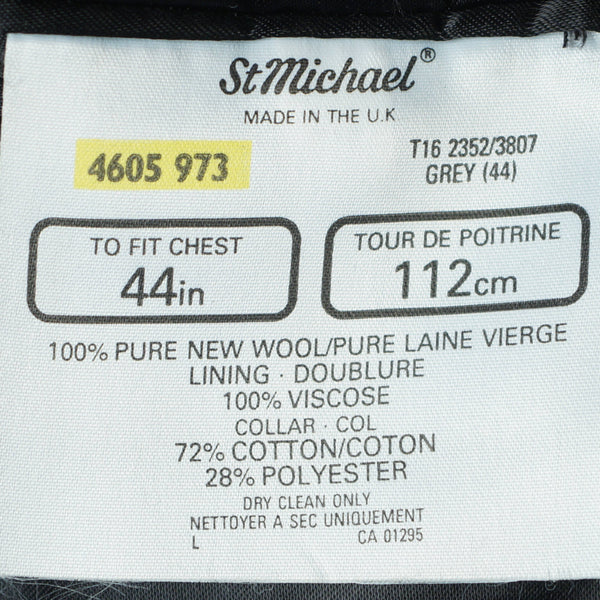 St Michael®
MADE IN THE U.K
4605 973
T16 2352/3807
GREY (44)
TO FIT CHEST
44in
TOUR DE POITRINE
112cm
100% PURE NEW WOOL/PURE LAINE VIERGE
LINING · DOUBLURE
100% VISCOSE
COLLAR · COL
72% COTTON/COTON
28% POLYESTER
DRY CLEAN ONLY
NETTOYER A SEC UNIQUEMENT
L CA 01295